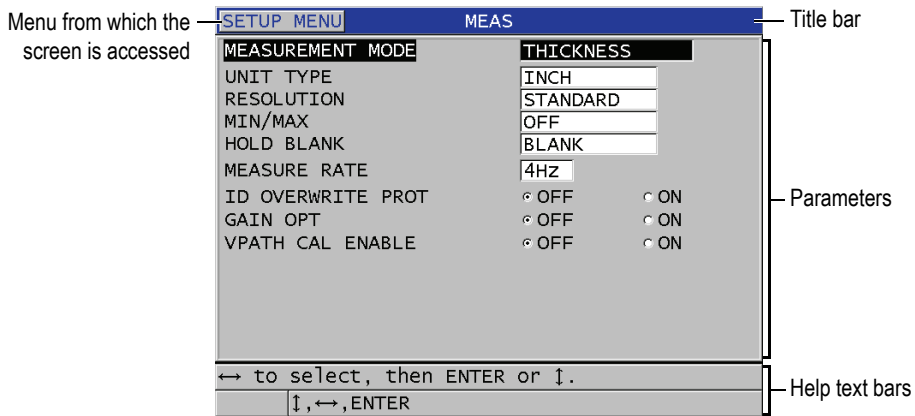 Menu from which the
screen is accessed
SETUP MENU MEAS
Title bar
MEASUREMENT MODE THICKNESS
UNIT TYPE INCH
RESOLUTION STANDARD
MIN/MAX OFF
HOLD BLANK BLANK
MEASURE RATE 4Hz
ID OVERWRITE PROT OFF ON
GAIN OPT OFF ON
VPATH CAL ENABLE OFF ON
Parameters
↔ to select, then ENTER or ↕.
↕,↔,ENTER
Help text bars